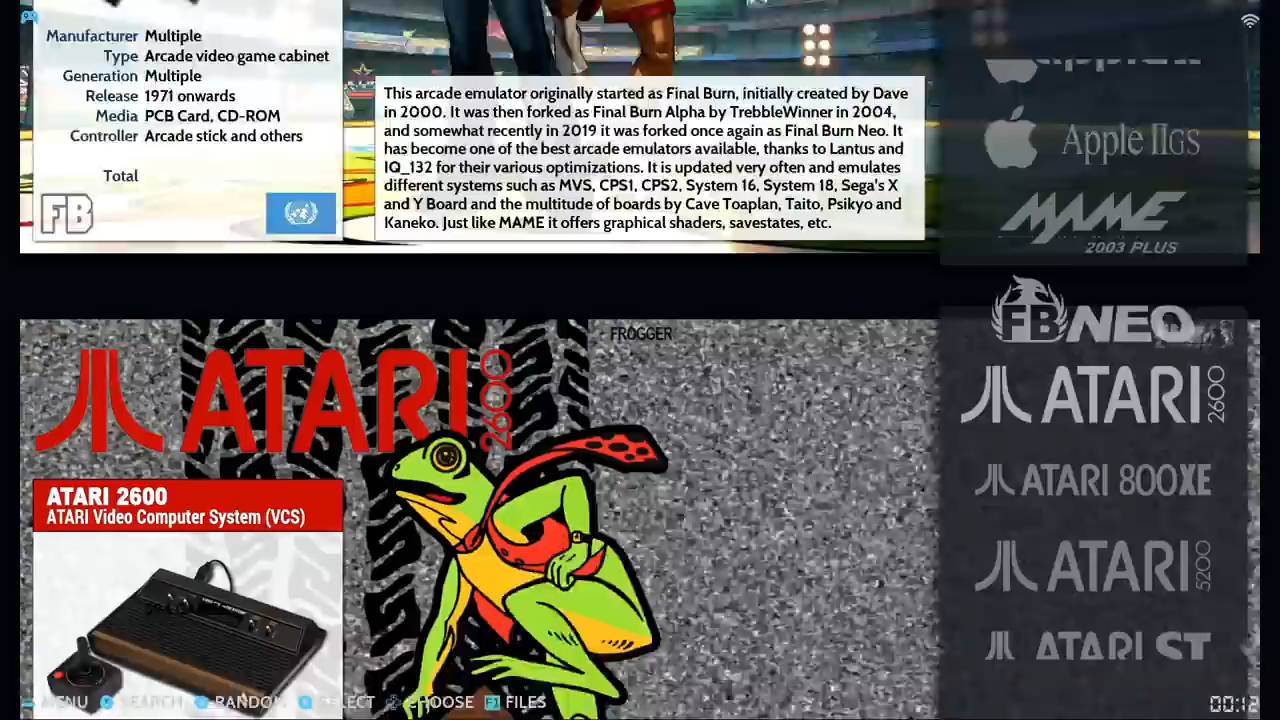 Manufacturer Multiple
Type Arcade video game cabinet
Generation Multiple
Release 1971 onwards
Media PCB Card, CD-ROM
Controller Arcade stick and others
Total
FB
This arcade emulator originally started as Final Burn, initially created by Dave
in 2000. It was then forked as Final Burn Alpha by TrebbleWinner in 2004,
and somewhat recently in 2019 it was forked once again as Final Burn Neo. It
has become one of the best arcade emulators available, thanks to Lantus and
IQ_132 for their various optimizations. It is updated very often and emulates
different systems such as MVS, CPS1, CPS2, System 16, System 18, Sega's X
and Y Board and the multitude of boards by Cave Toaplan, Taito, Psikyo and
Kaneko. Just like MAME it offers graphical shaders, savestates, etc.
Apple IIGS
MAME
2003 PLUS
FBNEO
ATARI 2600
ATARI 800XE
ATARI 5200
ATARI ST
FROGGER
ATARI 2600
ATARI 2600
ATARI Video Computer System (VCS)
MENU SEARCH RANDOM SELECT CHOOSE F1 FILES
00:12